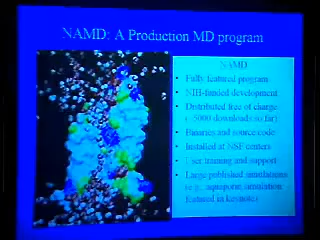 NAMD: A Production MD program
NAMD
• Fully featured program
• NIH-funded development
• Distributed free of charge
(~5000 downloads so far)
• Binaries and source code
• Installed at NSF centers
• User training and support
• Large published simulations
(e.g., aquaporin simulation
featured in keynote)